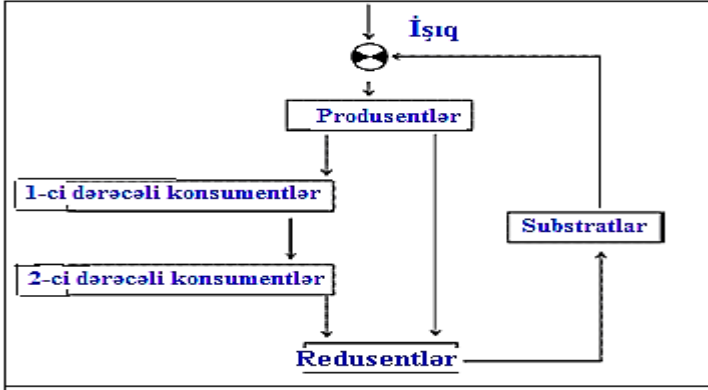 İşıq
Produsentlər
1-ci dərəcəli konsumentlər
Substratlar
2-ci dərəcəli konsumentlər
Redusentlər